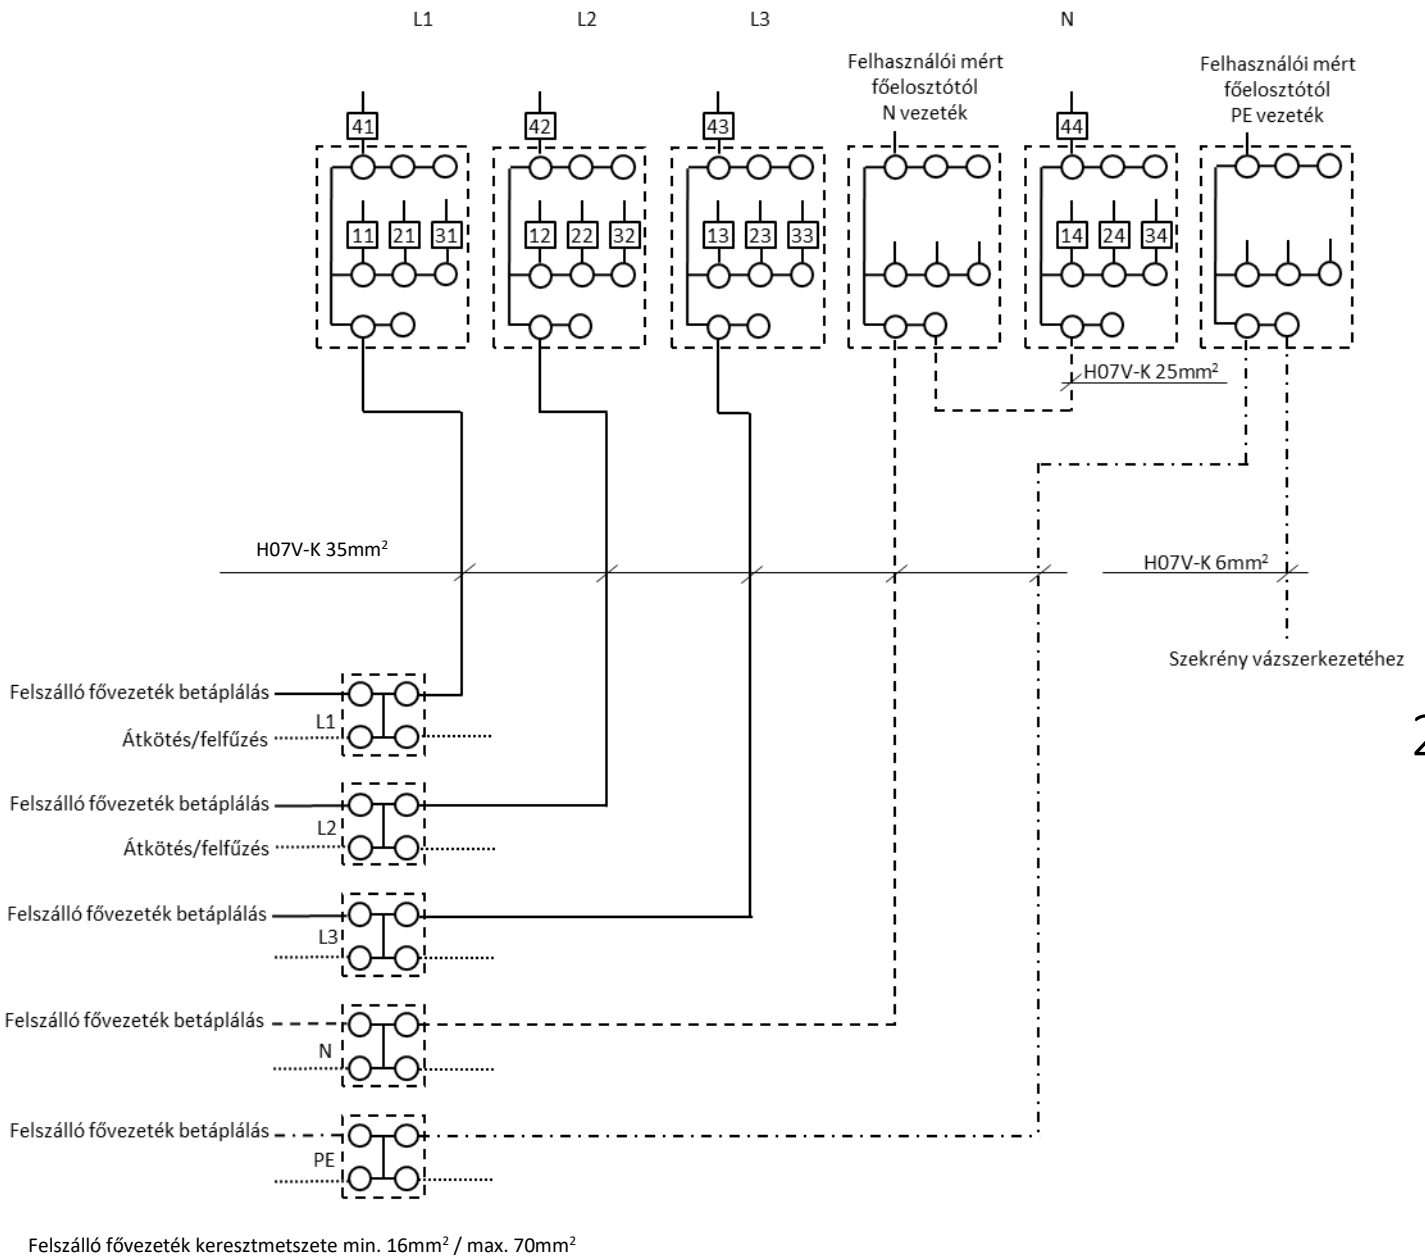 L1 L2 L3 N
Felhasználói mért
főelosztótól
N vezeték
Felhasználói mért
főelosztótól
PE vezeték
41 42 43 44
11 21 31 12 22 32 13 23 33 14 24 34
H07V-K 25mm²
H07V-K 35mm²
H07V-K 6mm²
Szekrény vázszerkezetéhez
Felszálló fővezeték betáplálás
L1
Átkötés/felfűzés
2
Felszálló fővezeték betáplálás
L2
Átkötés/felfűzés
Felszálló fővezeték betáplálás
L3
Felszálló fővezeték betáplálás
N
Felszálló fővezeték betáplálás
PE
Felszálló fővezeték keresztmetszete min. 16mm² / max. 70mm²